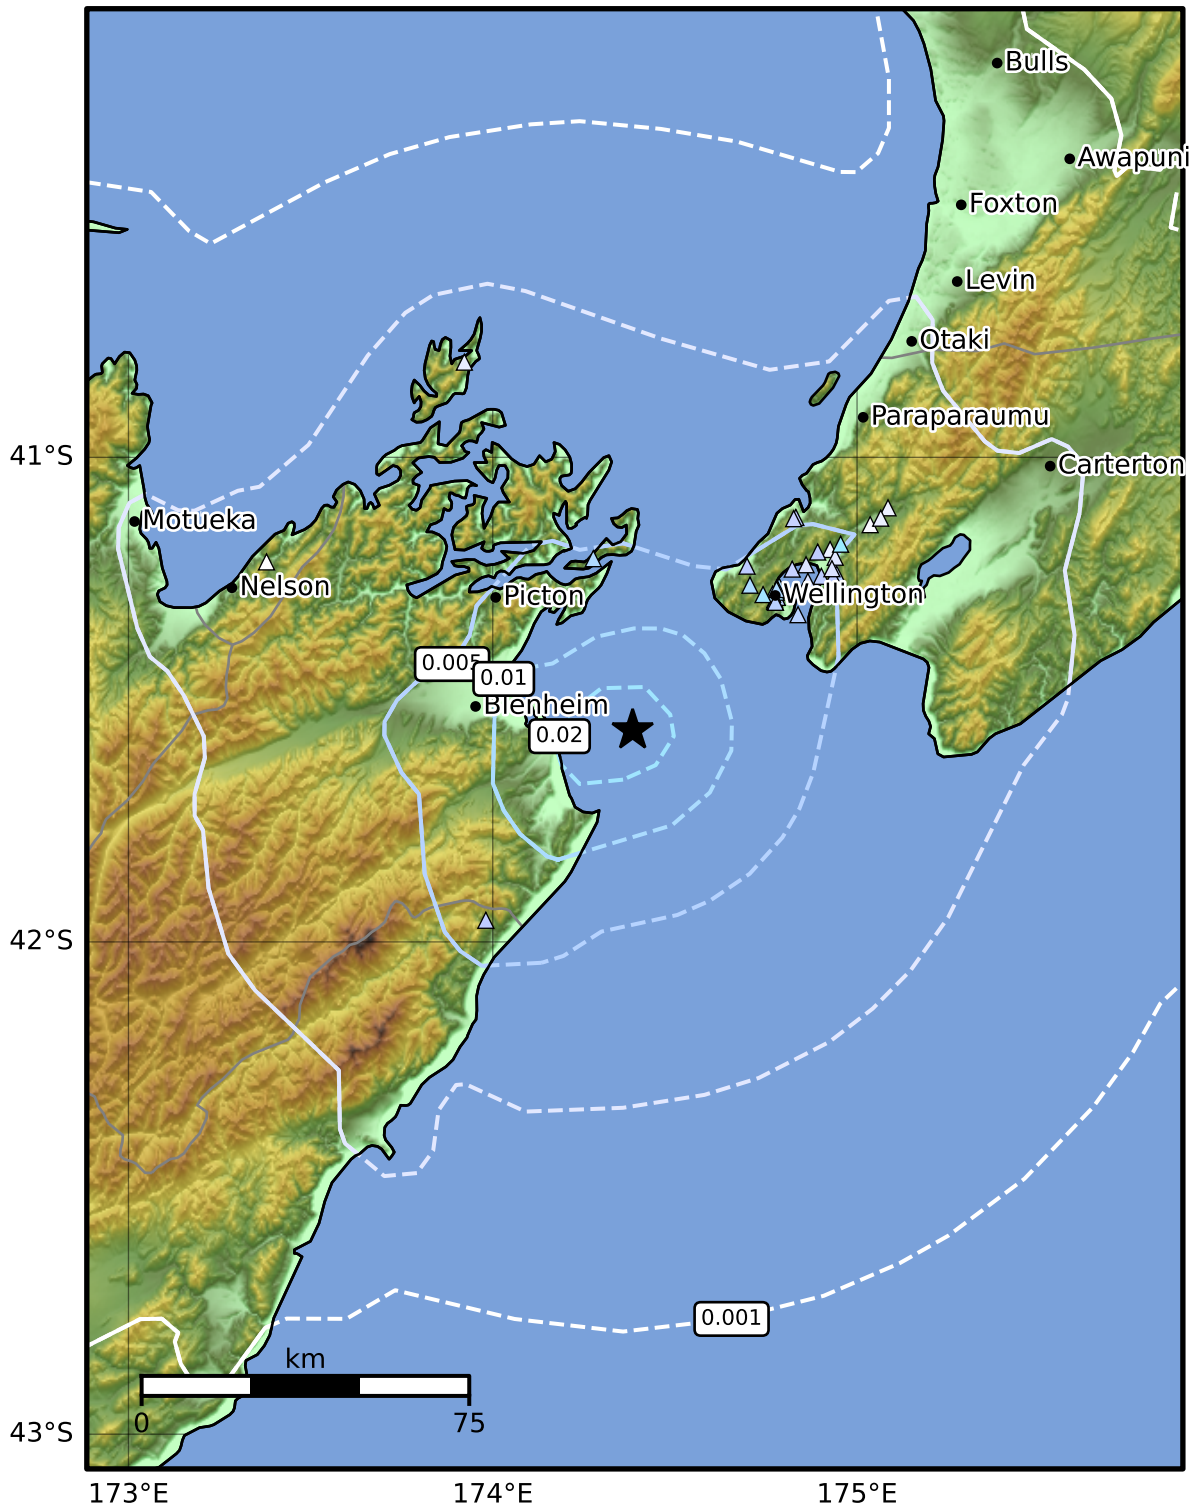 Bulls
Awapuni
Foxton
Levin
Otaki
Paraparaumu
41°S
Carterton
Motueka
Nelson
Picton
Wellington
0.005
0.01
Blenheim
0.02
42°S
0.001
km
0
75
43°S
173°E
174°E
175°E